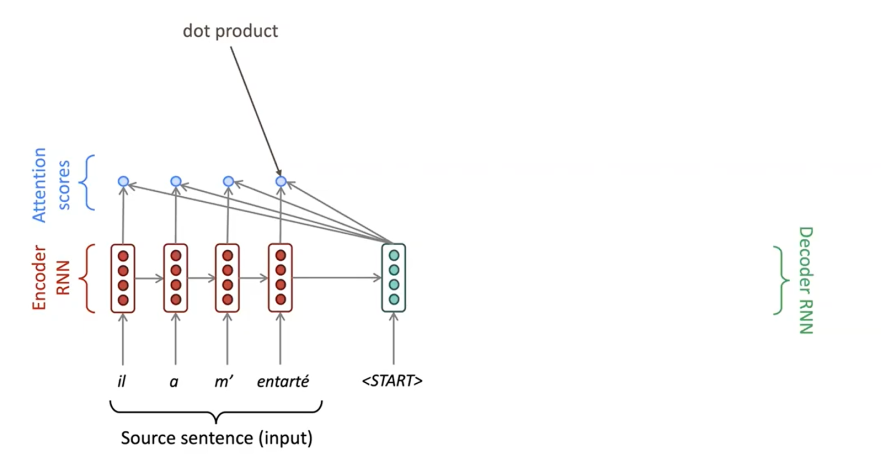 dot product
Attention
scores
Encoder
RNN
Decoder RNN
il
a
m’
entarté
<START>
Source sentence (input)